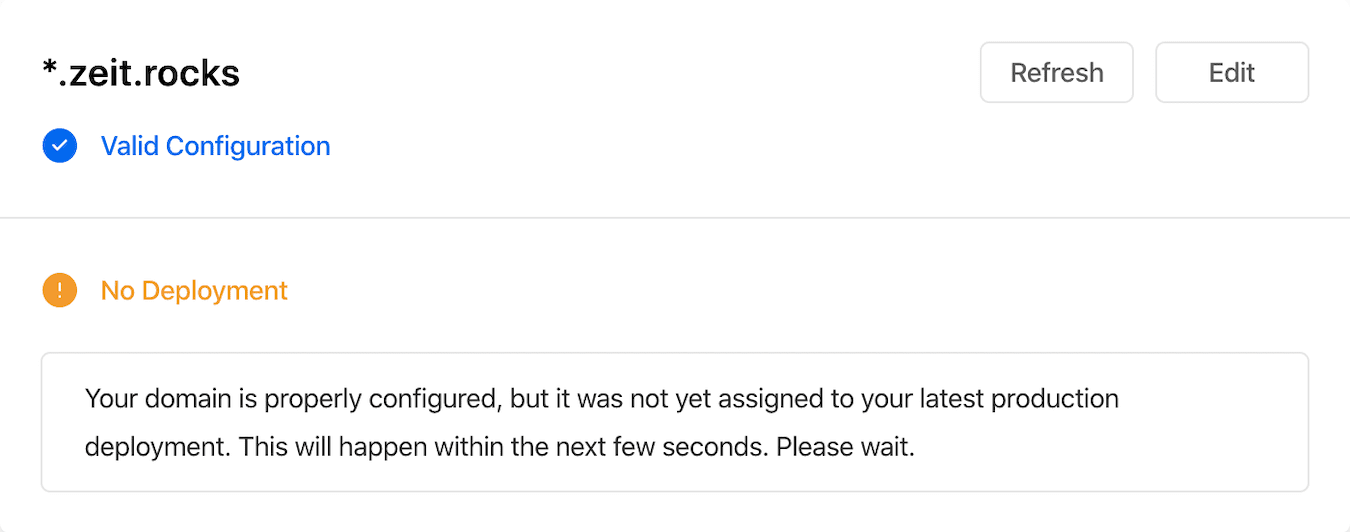 *.zeit.rocks
Refresh
Edit
Valid Configuration
No Deployment
Your domain is properly configured, but it was not yet assigned to your latest production
deployment. This will happen within the next few seconds. Please wait.